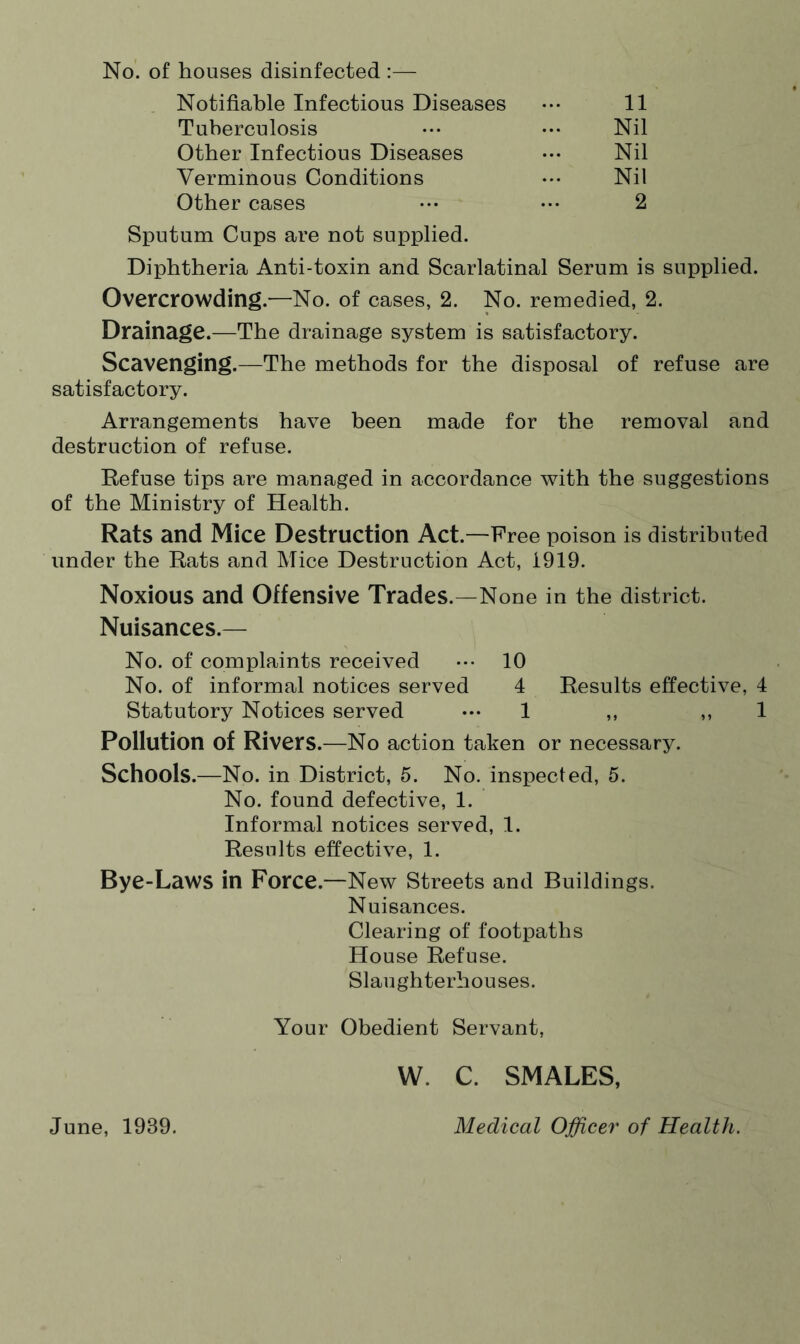 No. of houses disinfected :—
Notifiable Infectious Diseases ... 11
Tuberculosis ... ... Nil
Other Infectious Diseases ... Nil
Verminous Conditions ... Nil
Other cases ... ... 2
Sputum Cups are not supplied.
Diphtheria Anti-toxin and Scarlatinal Serum is supplied.
Overcrowding.—No. of cases, 2. No. remedied, 2.
Drainage.—The drainage system is satisfactory.
Scavenging.—The methods for the disposal of refuse are
satisfactory.
Arrangements have been made for the removal and
destruction of refuse.
Refuse tips are managed in accordance with the suggestions
of the Ministry of Health.
Rats and Mice Destruction Act.—Free poison is distributed
under the Rats and Mice Destruction Act, 1919.
Noxious and Offensive Trades.—None in the district.
Nuisances.—
No. of complaints received ... 10
No. of informal notices served 4 Results effective, 4
Statutory Notices served ... 1 ,, ,, 1
Pollution of Rivers.—No action taken or necessary.
Schools.—No. in District, 5. No. inspected, 5.
No. found defective, 1.
Informal notices served, 1.
Results effective, 1.
Bye-Laws in Force.—New Streets and Buildings.
Nuisances.
Clearing of footpaths
House Refuse.
Slaughterhouses.
Your Obedient Servant,
W. C. SMALES,
June, 1939. Medical Officer of Health.